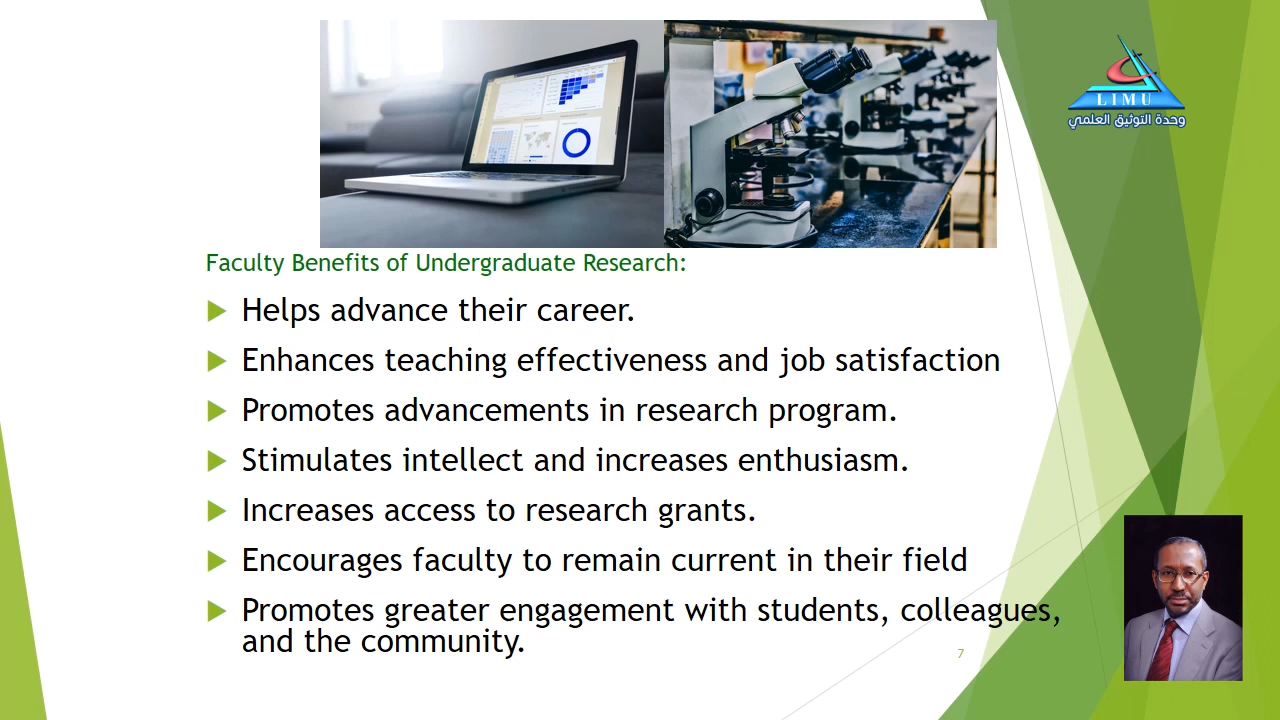 LIMU
وحدة التوثيق العلمي
Faculty Benefits of Undergraduate Research:
Helps advance their career.
Enhances teaching effectiveness and job satisfaction
Promotes advancements in research program.
Stimulates intellect and increases enthusiasm.
Increases access to research grants.
Encourages faculty to remain current in their field
Promotes greater engagement with students, colleagues,
and the community.
7